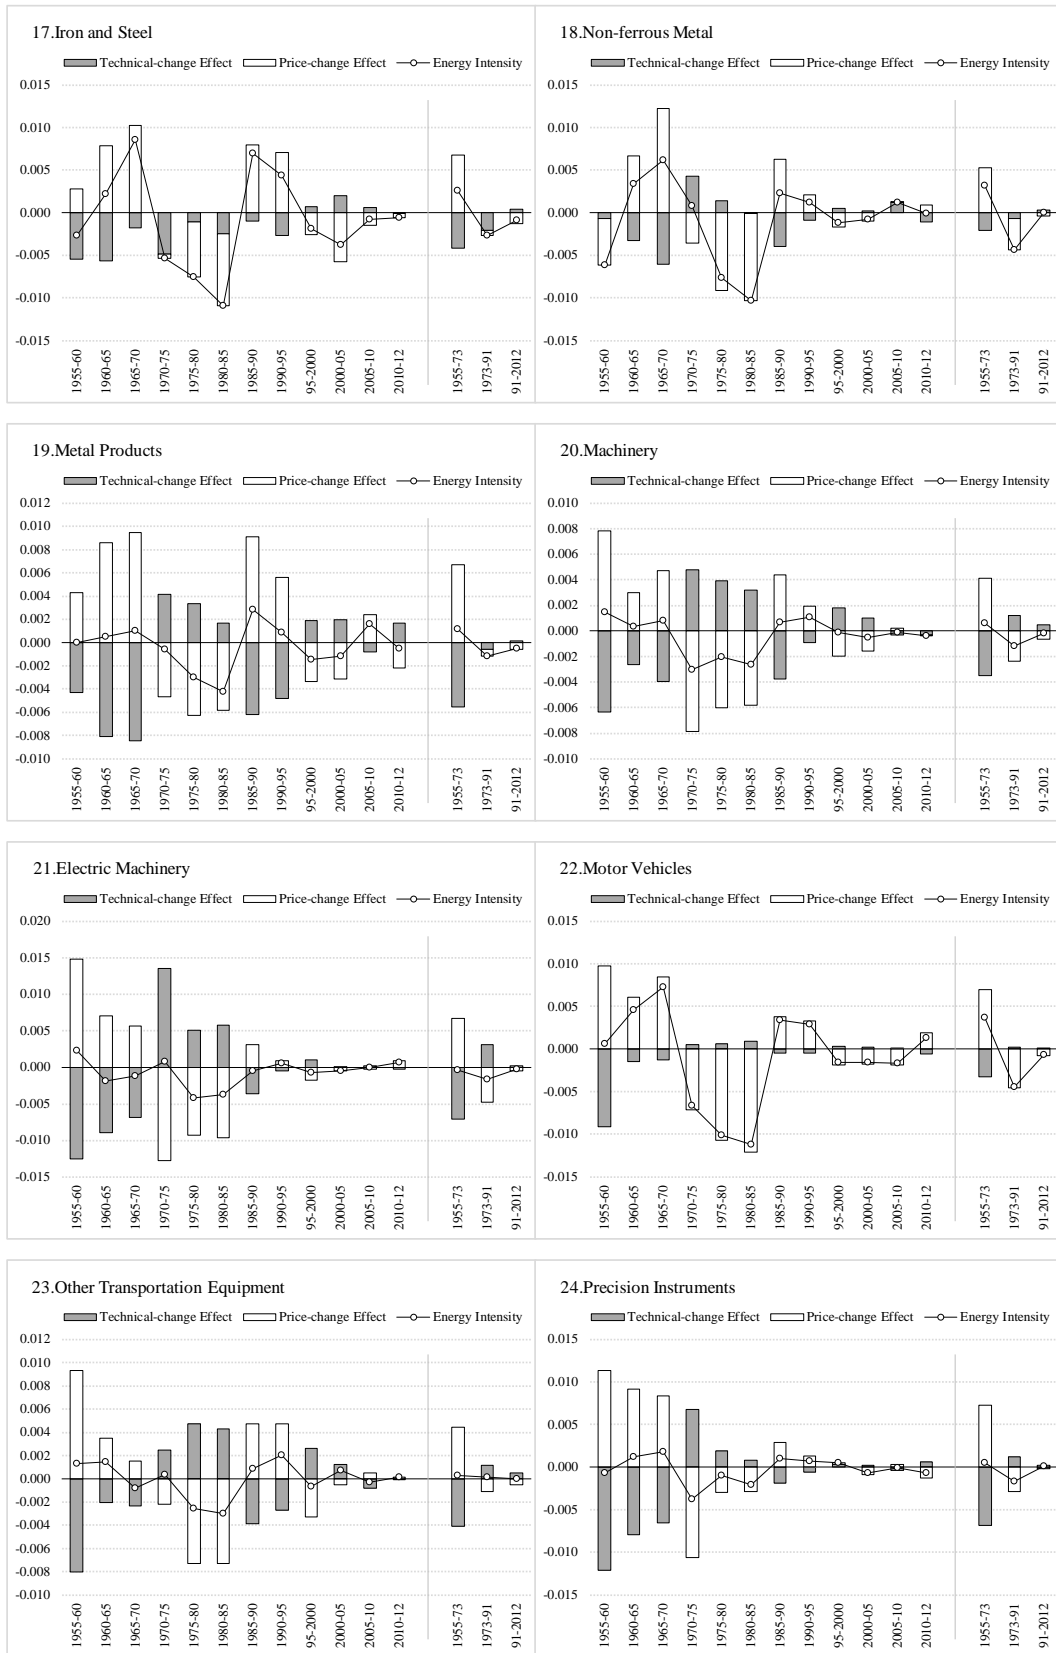 17.Iron and Steel
Technical-change Effect Price-change Effect Energy Intensity
0.015
0.010
0.005
0.000
-0.005
-0.010
-0.015
1955-60 1960-65 1965-70 1970-75 1975-80 1980-85 1985-90 1990-95 95-2000 2000-05 2005-10 2010-12 1955-73 1973-91 91-2012
18.Non-ferrous Metal
Technical-change Effect Price-change Effect Energy Intensity
0.015
0.010
0.005
0.000
-0.005
-0.010
-0.015
1955-60 1960-65 1965-70 1970-75 1975-80 1980-85 1985-90 1990-95 95-2000 2000-05 2005-10 2010-12 1955-73 1973-91 91-2012
19.Metal Products
Technical-change Effect Price-change Effect Energy Intensity
0.012
0.010
0.008
0.006
0.004
0.002
0.000
-0.002
-0.004
-0.006
-0.008
-0.010
1955-60 1960-65 1965-70 1970-75 1975-80 1980-85 1985-90 1990-95 95-2000 2000-05 2005-10 2010-12 1955-73 1973-91 91-2012
20.Machinery
Technical-change Effect Price-change Effect Energy Intensity
0.010
0.008
0.006
0.004
0.002
0.000
-0.002
-0.004
-0.006
-0.008
-0.010
1955-60 1960-65 1965-70 1970-75 1975-80 1980-85 1985-90 1990-95 95-2000 2000-05 2005-10 2010-12 1955-73 1973-91 91-2012
21.Electric Machinery
Technical-change Effect Price-change Effect Energy Intensity
0.020
0.015
0.010
0.005
0.000
-0.005
-0.010
-0.015
1955-60 1960-65 1965-70 1970-75 1975-80 1980-85 1985-90 1990-95 95-2000 2000-05 2005-10 2010-12 1955-73 1973-91 91-2012
22.Motor Vehicles
Technical-change Effect Price-change Effect Energy Intensity
0.015
0.010
0.005
0.000
-0.005
-0.010
-0.015
1955-60 1960-65 1965-70 1970-75 1975-80 1980-85 1985-90 1990-95 95-2000 2000-05 2005-10 2010-12 1955-73 1973-91 91-2012
23.Other Transportation Equipment
Technical-change Effect Price-change Effect Energy Intensity
0.012
0.010
0.008
0.006
0.004
0.002
0.000
-0.002
-0.004
-0.006
-0.008
-0.010
1955-60 1960-65 1965-70 1970-75 1975-80 1980-85 1985-90 1990-95 95-2000 2000-05 2005-10 2010-12 1955-73 1973-91 91-2012
24.Precision Instruments
Technical-change Effect Price-change Effect Energy Intensity
0.015
0.010
0.005
0.000
-0.005
-0.010
-0.015
1955-60 1960-65 1965-70 1970-75 1975-80 1980-85 1985-90 1990-95 95-2000 2000-05 2005-10 2010-12 1955-73 1973-91 91-2012